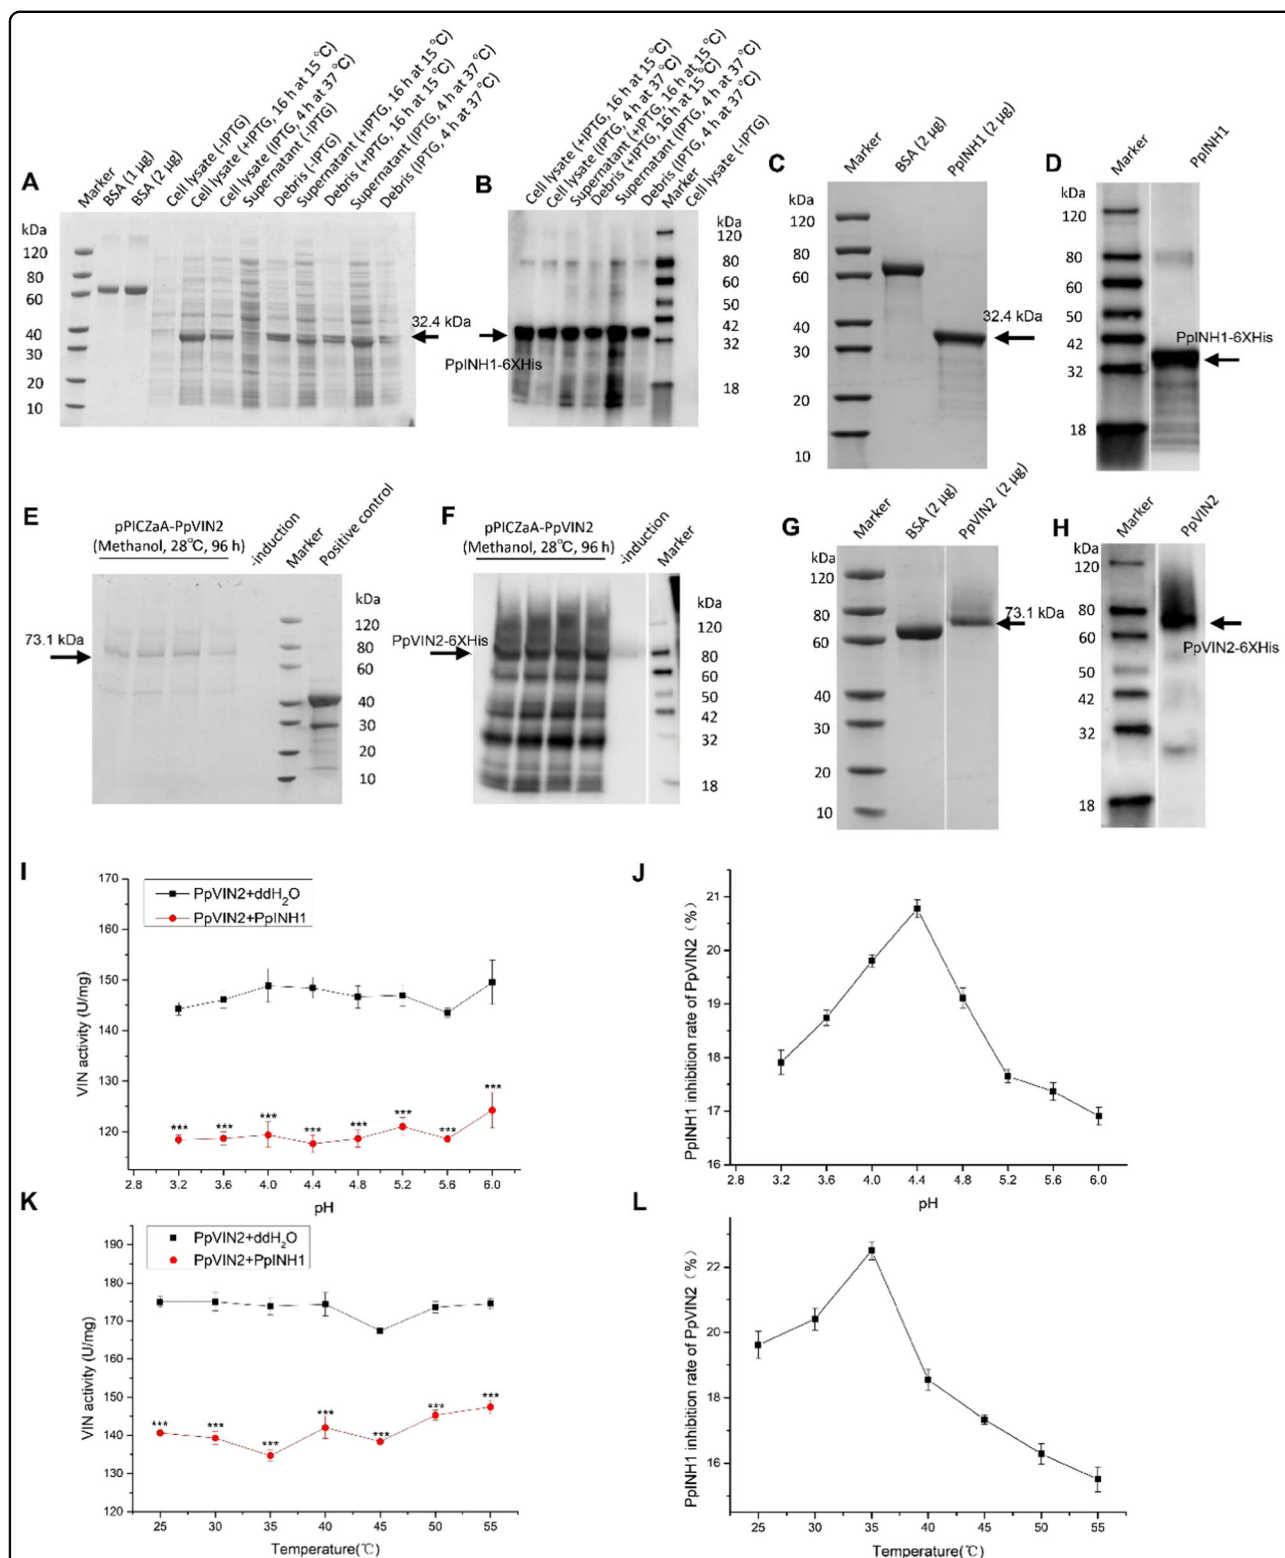 A
Marker
BSA (1 µg)
BSA (2 µg)
Cell lysate (-IPTG)
Cell lysate (+IPTG, 16 h at 15 °C)
Cell lysate (IPTG, 4 h at 37 °C)
Supernatant (-IPTG)
Debris (-IPTG)
Supernatant (+IPTG, 16 h at 15 °C)
Debris (+IPTG, 16 h at 15 °C)
Supernatant (IPTG, 4 h at 37 °C)
Debris (IPTG, 4 h at 37 °C)
kDa
120
80
60
40
30
20
10
32.4 kDa
B
Cell lysate (+IPTG, 16 h at 15 °C)
Cell lysate (IPTG, 4 h at 37 °C)
Supernatant (+IPTG, 16 h at 15 °C)
Debris (+IPTG, 16 h at 15 °C)
Supernatant (IPTG, 4 h at 37 °C)
Debris (IPTG, 4 h at 37 °C)
Marker
Cell lysate (-IPTG)
kDa
120
80
60
50
42
32
18
PpINH1-6XHis
C
Marker
BSA (2 µg)
PpINH1 (2 µg)
kDa
120
80
60
40
30
20
10
32.4 kDa
D
Marker
PpINH1
kDa
120
80
60
50
42
32
18
PpINH1-6XHis
E
pPICZaA-PpVIN2
(Methanol, 28°C, 96 h)
-induction
Marker
Positive control
73.1 kDa
kDa
120
80
60
40
30
20
10
F
pPICZaA-PpVIN2
(Methanol, 28°C, 96 h)
-induction
Marker
PpVIN2-6XHis
kDa
120
80
60
50
42
32
18
G
Marker
BSA (2 µg)
PpVIN2 (2 µg)
kDa
120
80
60
40
30
20
10
73.1 kDa
H
Marker
PpVIN2
kDa
120
80
60
50
42
32
18
PpVIN2-6XHis
I
PpVIN2+ddH2O
PpVIN2+PpINH1
VIN activity (U/mg)
170
160
150
140
130
120
*** *** *** *** *** *** *** ***
2.8 3.2 3.6 4.0 4.4 4.8 5.2 5.6 6.0
pH
J
PpINH1 inhibition rate of PpVIN2 (%)
21
20
19
18
17
16
2.8 3.2 3.6 4.0 4.4 4.8 5.2 5.6 6.0
pH
K
PpVIN2+ddH2O
PpVIN2+PpINH1
VIN activity (U/mg)
190
180
170
160
150
140
130
120
*** *** *** *** *** *** ***
25 30 35 40 45 50 55
Temperature(℃)
L
PpINH1 inhibition rate of PpVIN2 (%)
22
20
18
16
25 30 35 40 45 50 55
Temperature(℃)